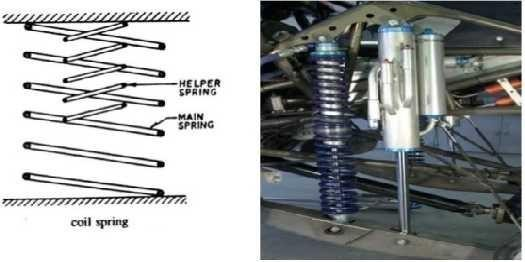 HELPER
SPRING
MAIN
SPRING
coil spring